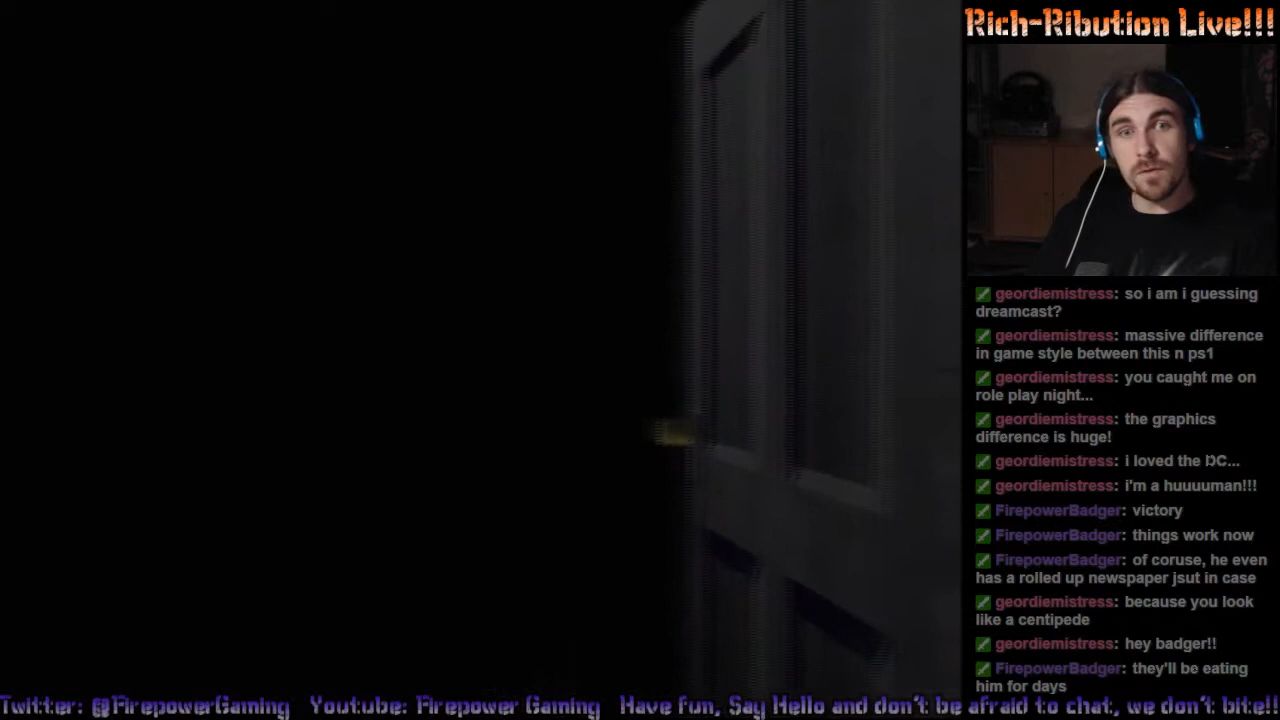 Rich-Ribution Live!!!
geordiemistress: so i am i guessing
dreamcast?
geordiemistress: massive difference
in game style between this n ps1
geordiemistress: you caught me on
role play night...
geordiemistress: the graphics
difference is huge!
geordiemistress: i loved the DC...
geordiemistress: i'm a huuuuman!!!
FirepowerBadger: victory
FirepowerBadger: things work now
FirepowerBadger: of coruse, he even
has a rolled up newspaper jsut in case
geordiemistress: because you look
like a centipede
geordiemistress: hey badger!!
FirepowerBadger: they'll be eating
him for days
Twitter: @FirepowerGaming Youtube: Firepower Gaming Have fun, Say Hello and don't be afraid to chat, we don't bite!!